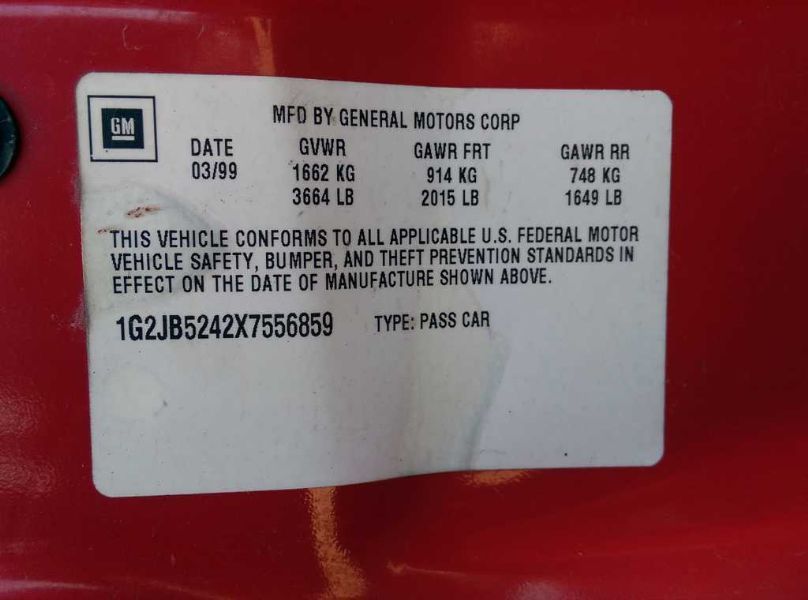 GM
MFD BY GENERAL MOTORS CORP
DATE GVWR GAWR FRT GAWR RR
03/99 1662 KG 914 KG 748 KG
3664 LB 2015 LB 1649 LB
THIS VEHICLE CONFORMS TO ALL APPLICABLE U.S. FEDERAL MOTOR
VEHICLE SAFETY, BUMPER, AND THEFT PREVENTION STANDARDS IN
EFFECT ON THE DATE OF MANUFACTURE SHOWN ABOVE.
1G2JB5242X7556859 TYPE: PASS CAR